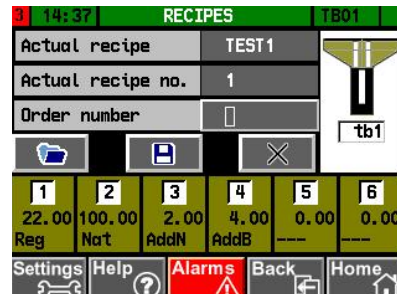 3 14:37 RECIPES TB01
Actual recipe TEST1
Actual recipe no. 1
Order number
tb1
1 2 3 4 5 6
22.00 100.00 2.00 4.00 0.00 0.00
Reg Nat AddN AddB --- ---
Settings Help ? Alarms Back Home